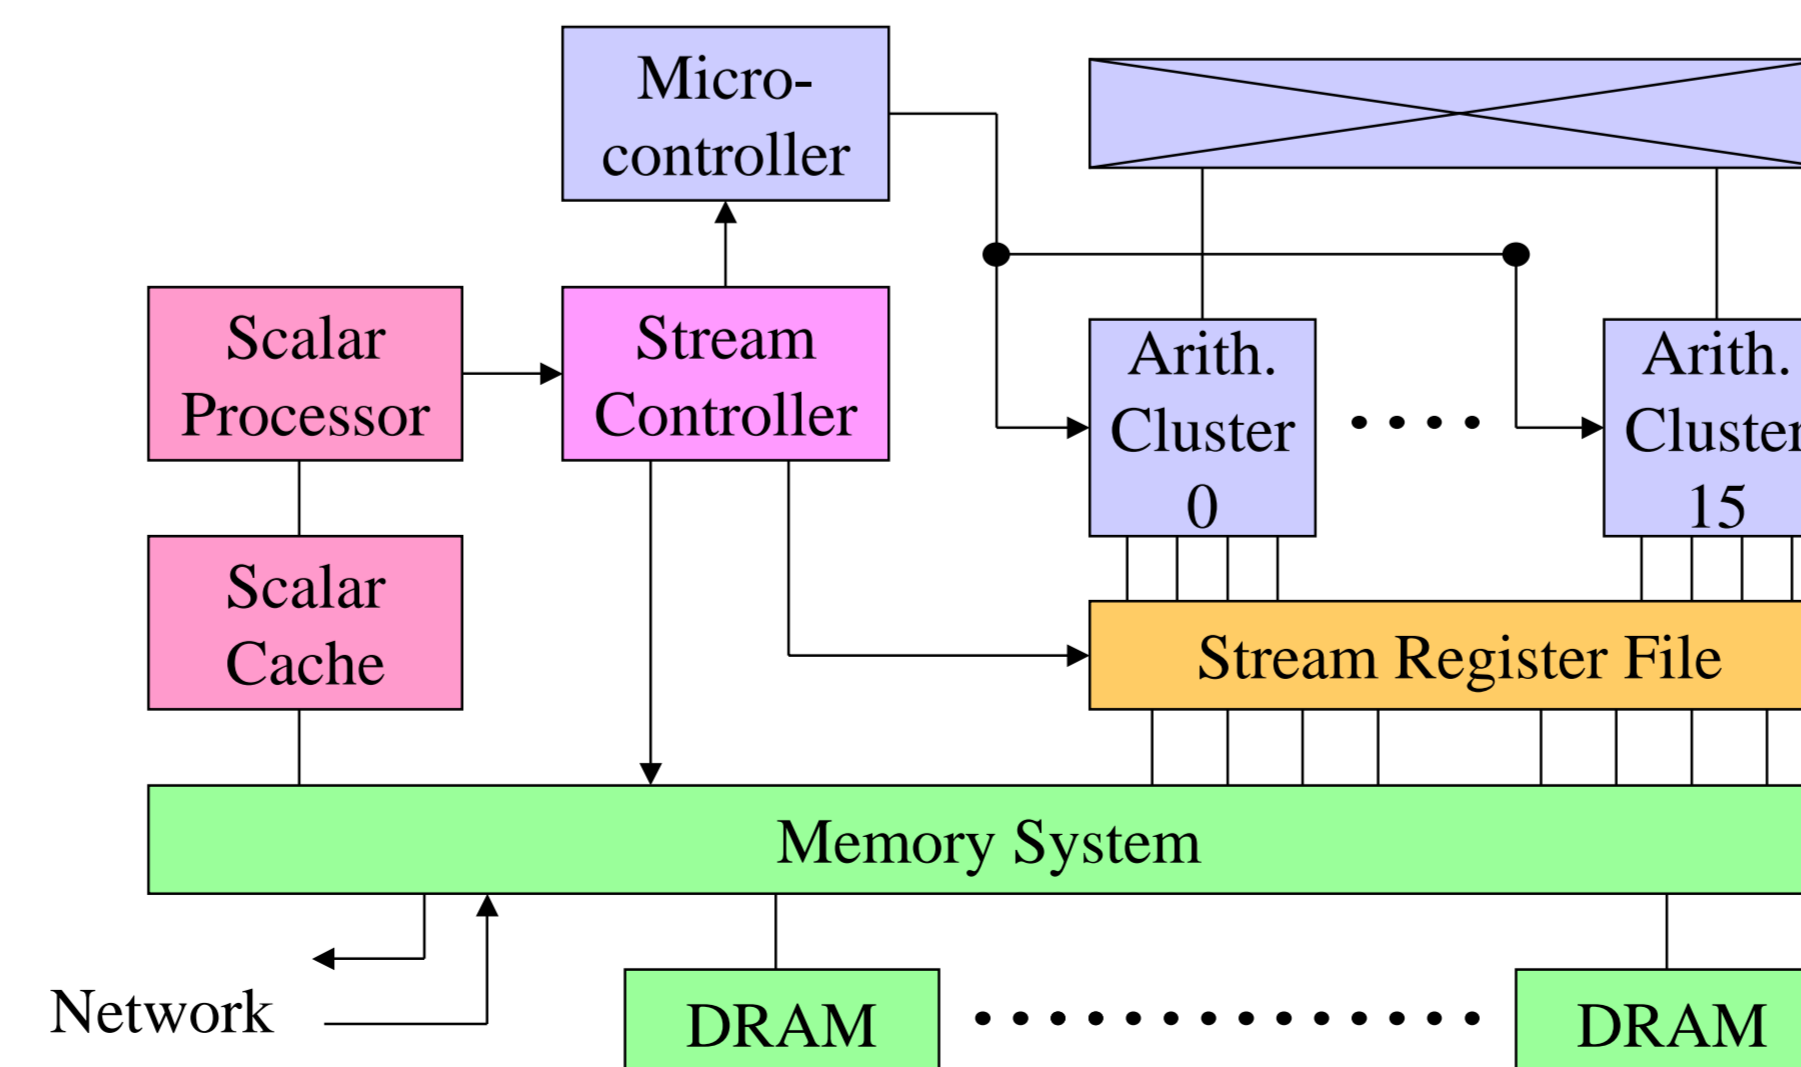 Micro-
controller
Scalar
Processor
Stream
Controller
Arith.
Cluster
0
Arith.
Cluster
15
Scalar
Cache
Stream Register File
Memory System
Network
DRAM
DRAM